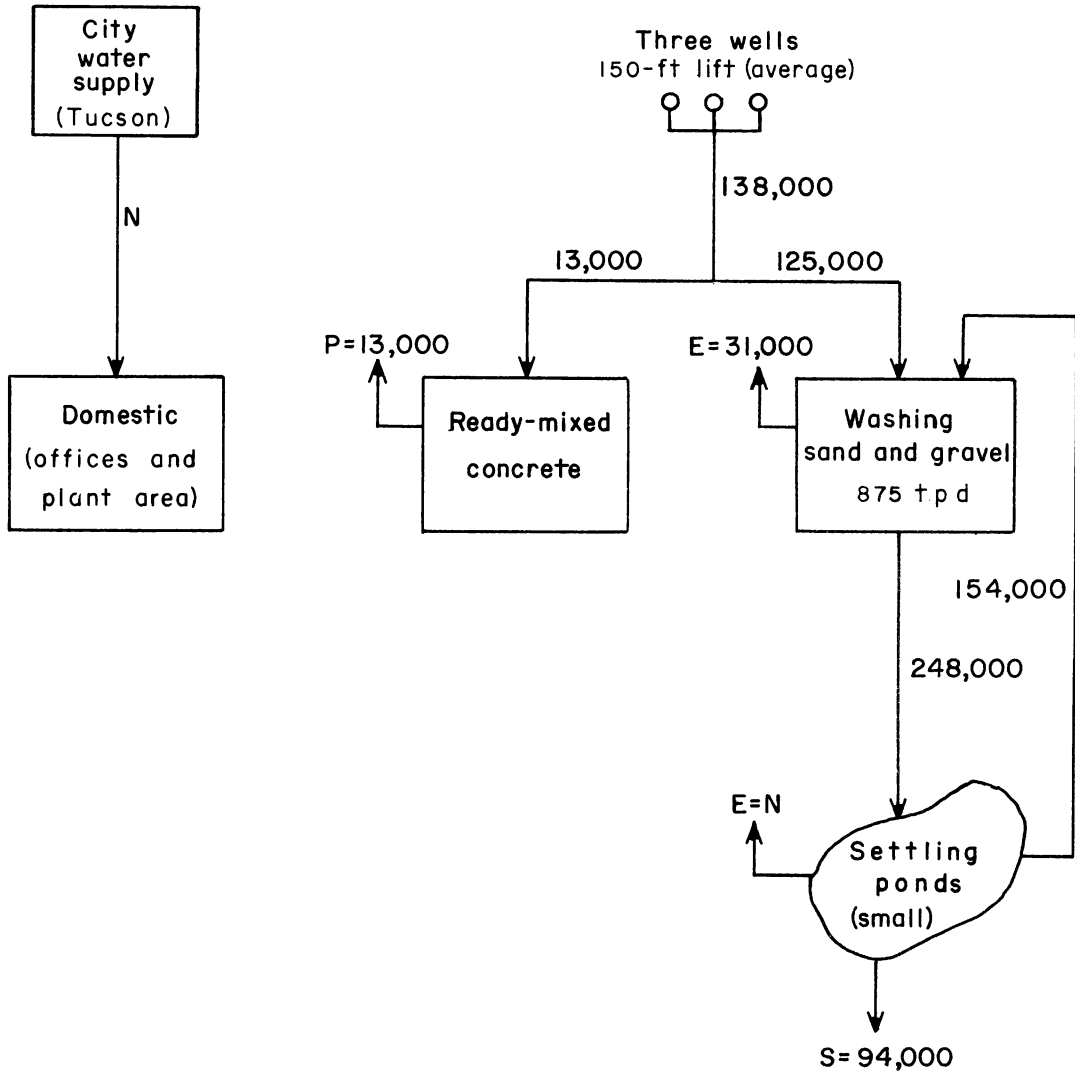 City
water
supply
(Tucson)
N
Domestic
(offices and
plant area)
Three wells
150-ft lift (average)
138,000
13,000
125,000
P=13,000
Ready-mixed
concrete
E=31,000
Washing
sand and gravel
875 t.p d
154,000
248,000
E=N
Settling
ponds
(small)
S=94,000